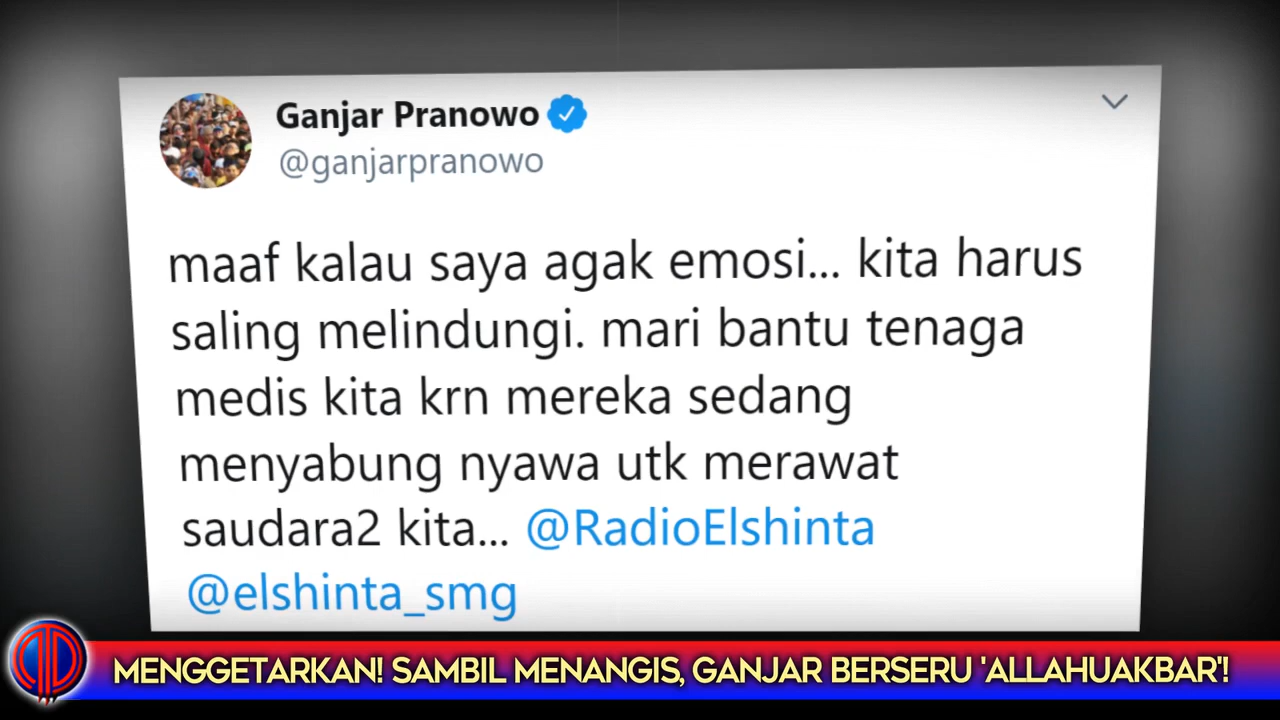 Ganjar Pranowo
@ganjarpranowo
maaf kalau saya agak emosi... kita harus
saling melindungi. mari bantu tenaga
medis kita krn mereka sedang
menyabung nyawa utk merawat
saudara2 kita... @RadioElshinta
@elshinta_smg
MENGGETARKAN! SAMBIL MENANGIS, GANJAR BERSERU 'ALLAHUAKBAR'!